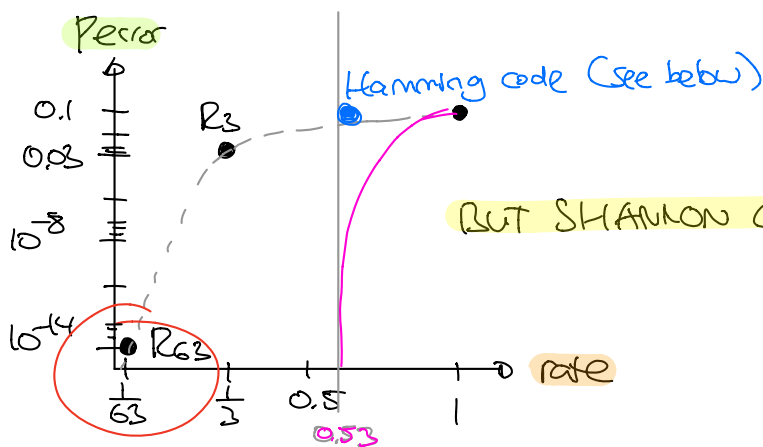 Perror
Hamming code (see below)
0.1
R3
0.03
BUT SHANNON
10^-8
10^-14
R63
rate
1/63
1/3
0.5
1
0.53